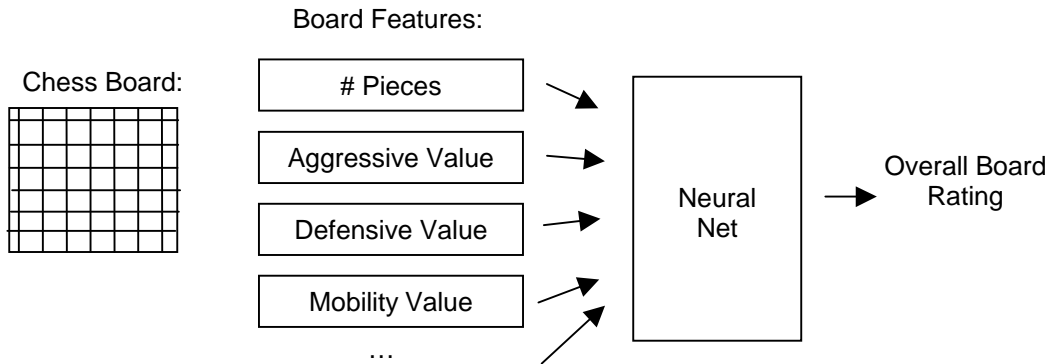 Board Features:
Chess Board:
# Pieces
Aggressive Value
Defensive Value
Mobility Value
...
Neural
Net
Overall Board
Rating